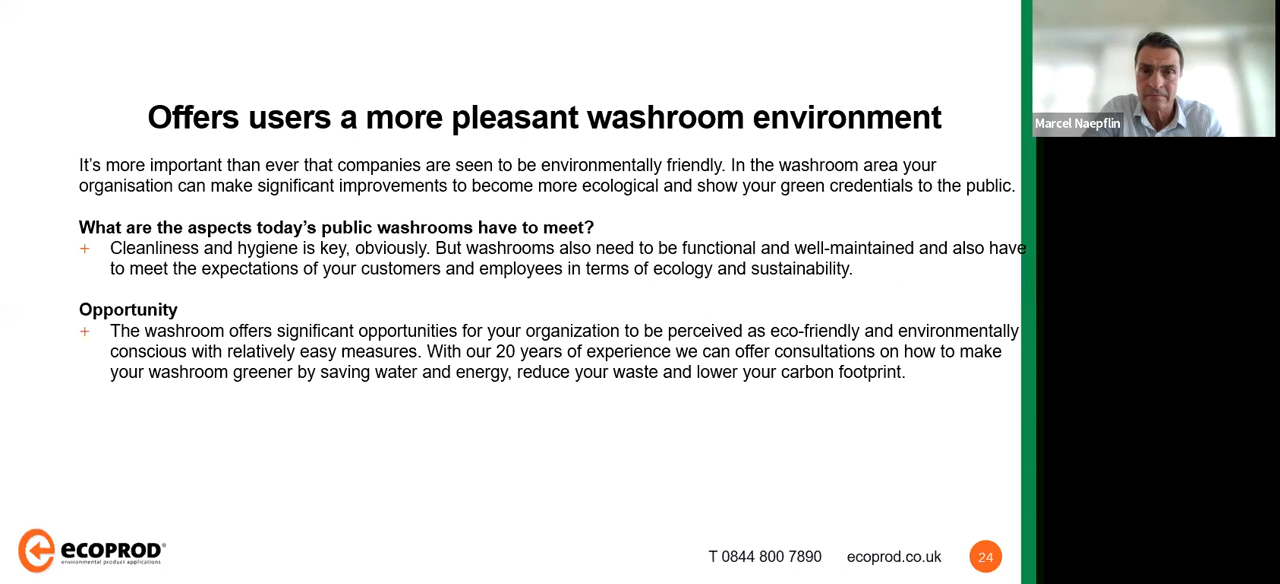 Offers users a more pleasant washroom environment
It's more important than ever that companies are seen to be environmentally friendly. In the washroom area your
organisation can make significant improvements to become more ecological and show your green credentials to the public.
What are the aspects today's public washrooms have to meet?
+ Cleanliness and hygiene is key, obviously. But washrooms also need to be functional and well-maintained and also have
to meet the expectations of your customers and employees in terms of ecology and sustainability.
Opportunity
+ The washroom offers significant opportunities for your organization to be perceived as eco-friendly and environmentally
conscious with relatively easy measures. With our 20 years of experience we can offer consultations on how to make
your washroom greener by saving water and energy, reduce your waste and lower your carbon footprint.
ecoprod®
environmental product applications
T 0844 800 7890 ecoprod.co.uk 24
Marcel Naepflin